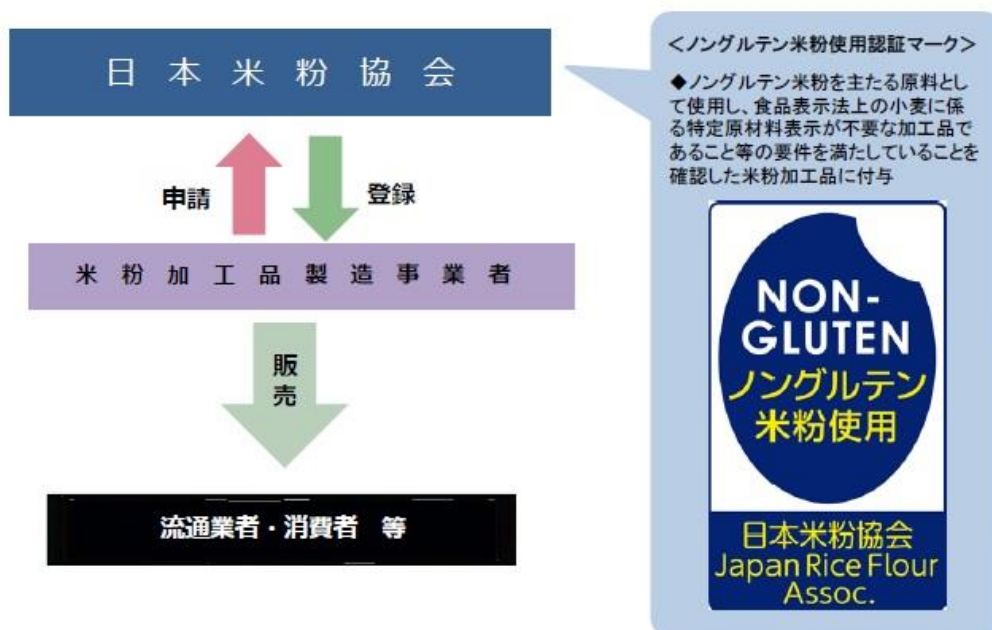 日本米粉協会
申請
登録
米粉加工品製造事業者
販
売
流通業者・消費者 等
＜ノングルテン米粉使用認証マーク＞
◆ノングルテン米粉を主たる原料とし
て使用し、食品表示法上の小麦に係
る特定原材料表示が不要な加工品で
あること等の要件を満たしていることを
確認した米粉加工品に付与
NON-
GLUTEN
ノングルテン
米粉使用
日本米粉協会
Japan Rice Flour
Assoc.